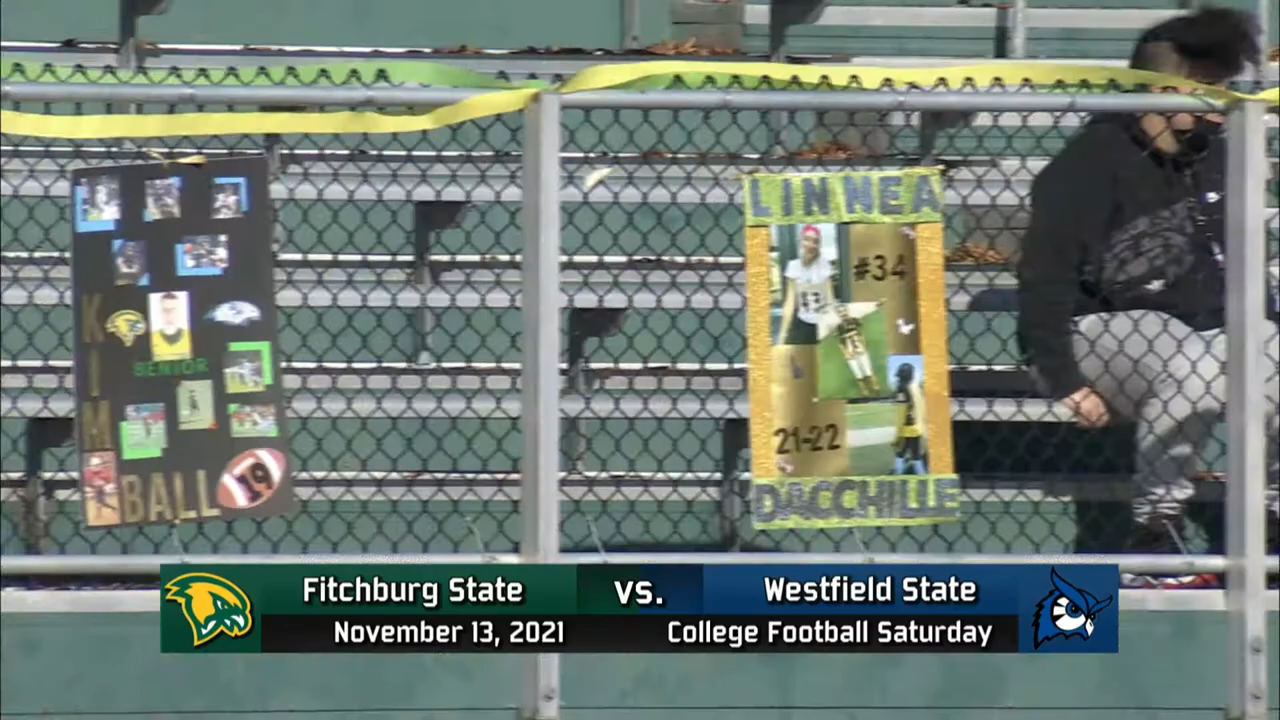 KIM
SENIOR
BALL
19
LINNEA
#34
21-22
DACCHILLE
Fitchburg State
vs.
Westfield State
November 13, 2021
College Football Saturday